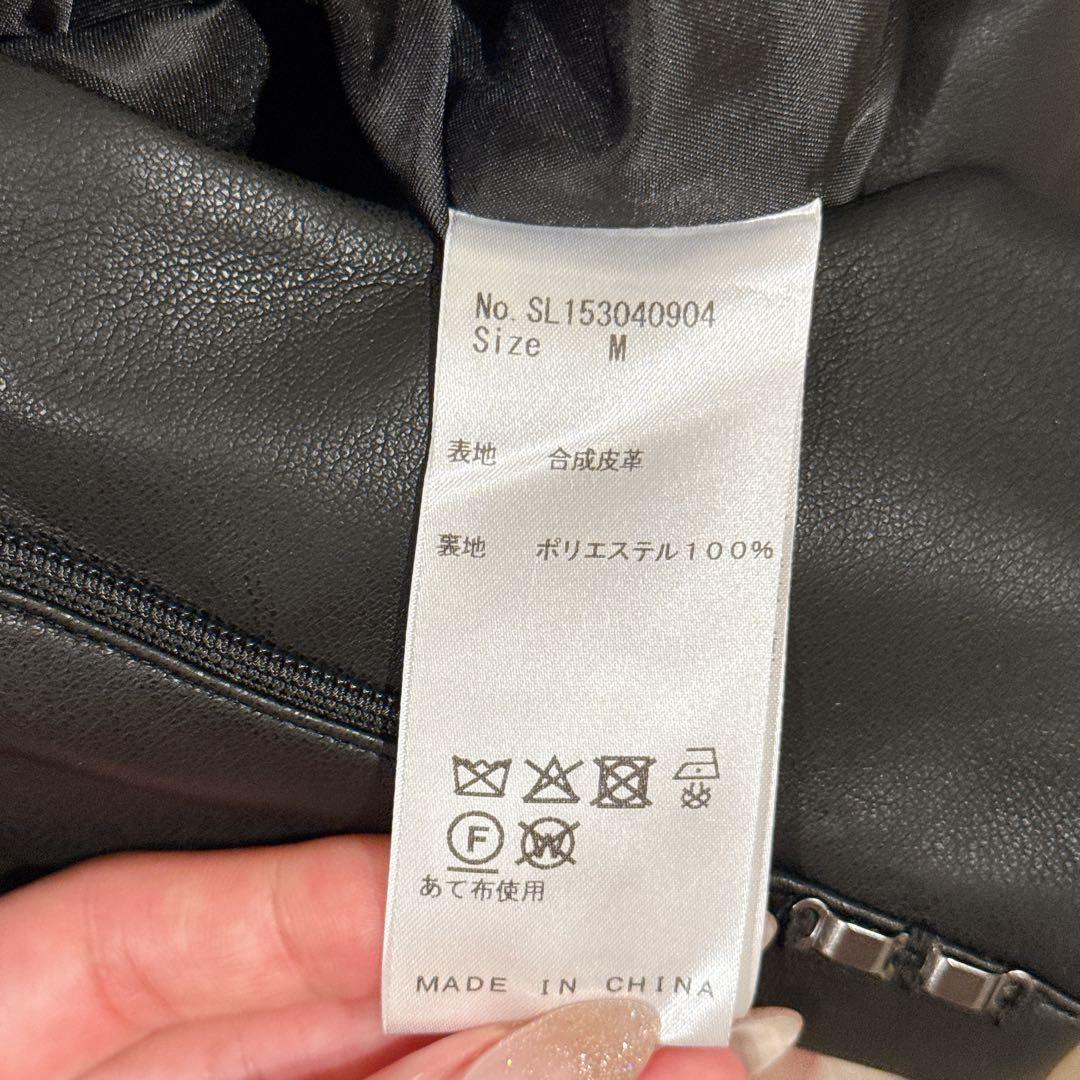 No. SL153040904
Size M
表地 合成皮革
裏地 ポリエステル100%
F W
あて布使用
MADE IN CHINA